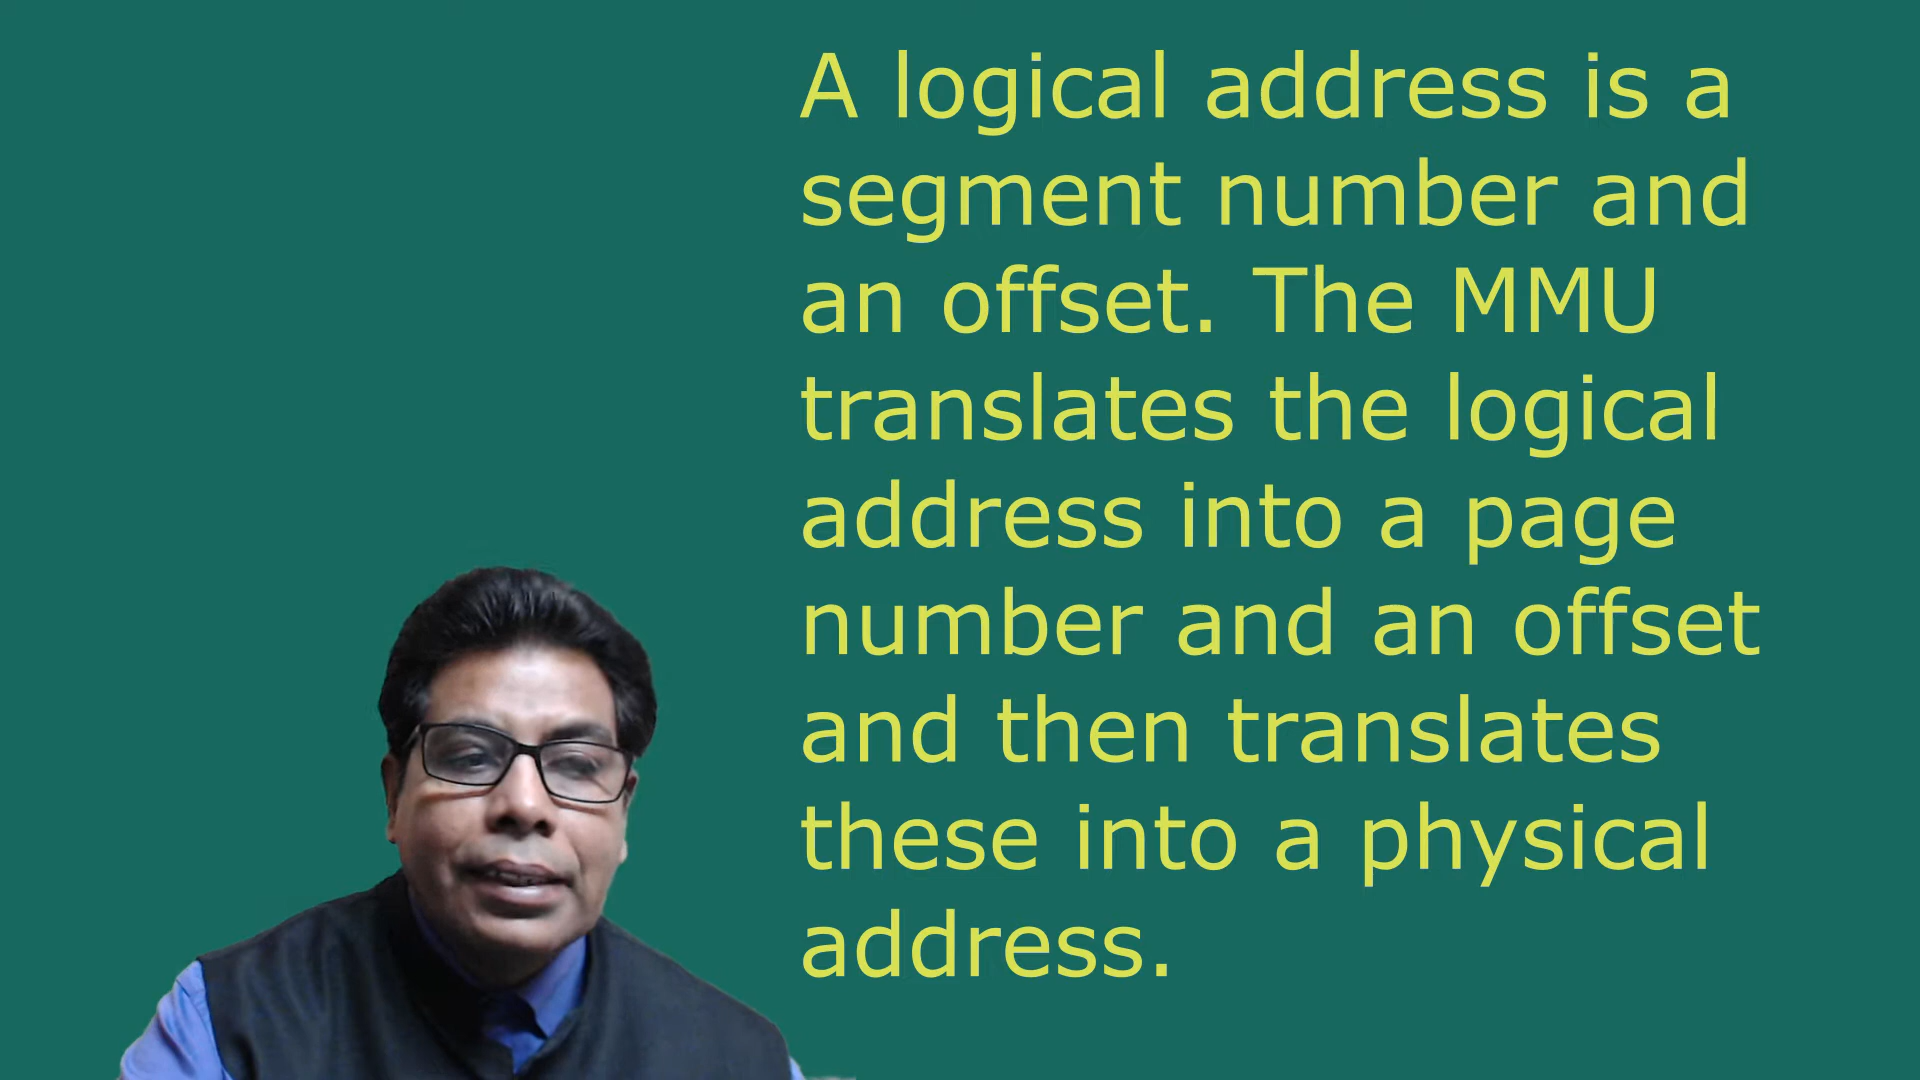 A logical address is a
segment number and
an offset. The MMU
translates the logical
address into a page
number and an offset
and then translates
these into a physical
address.